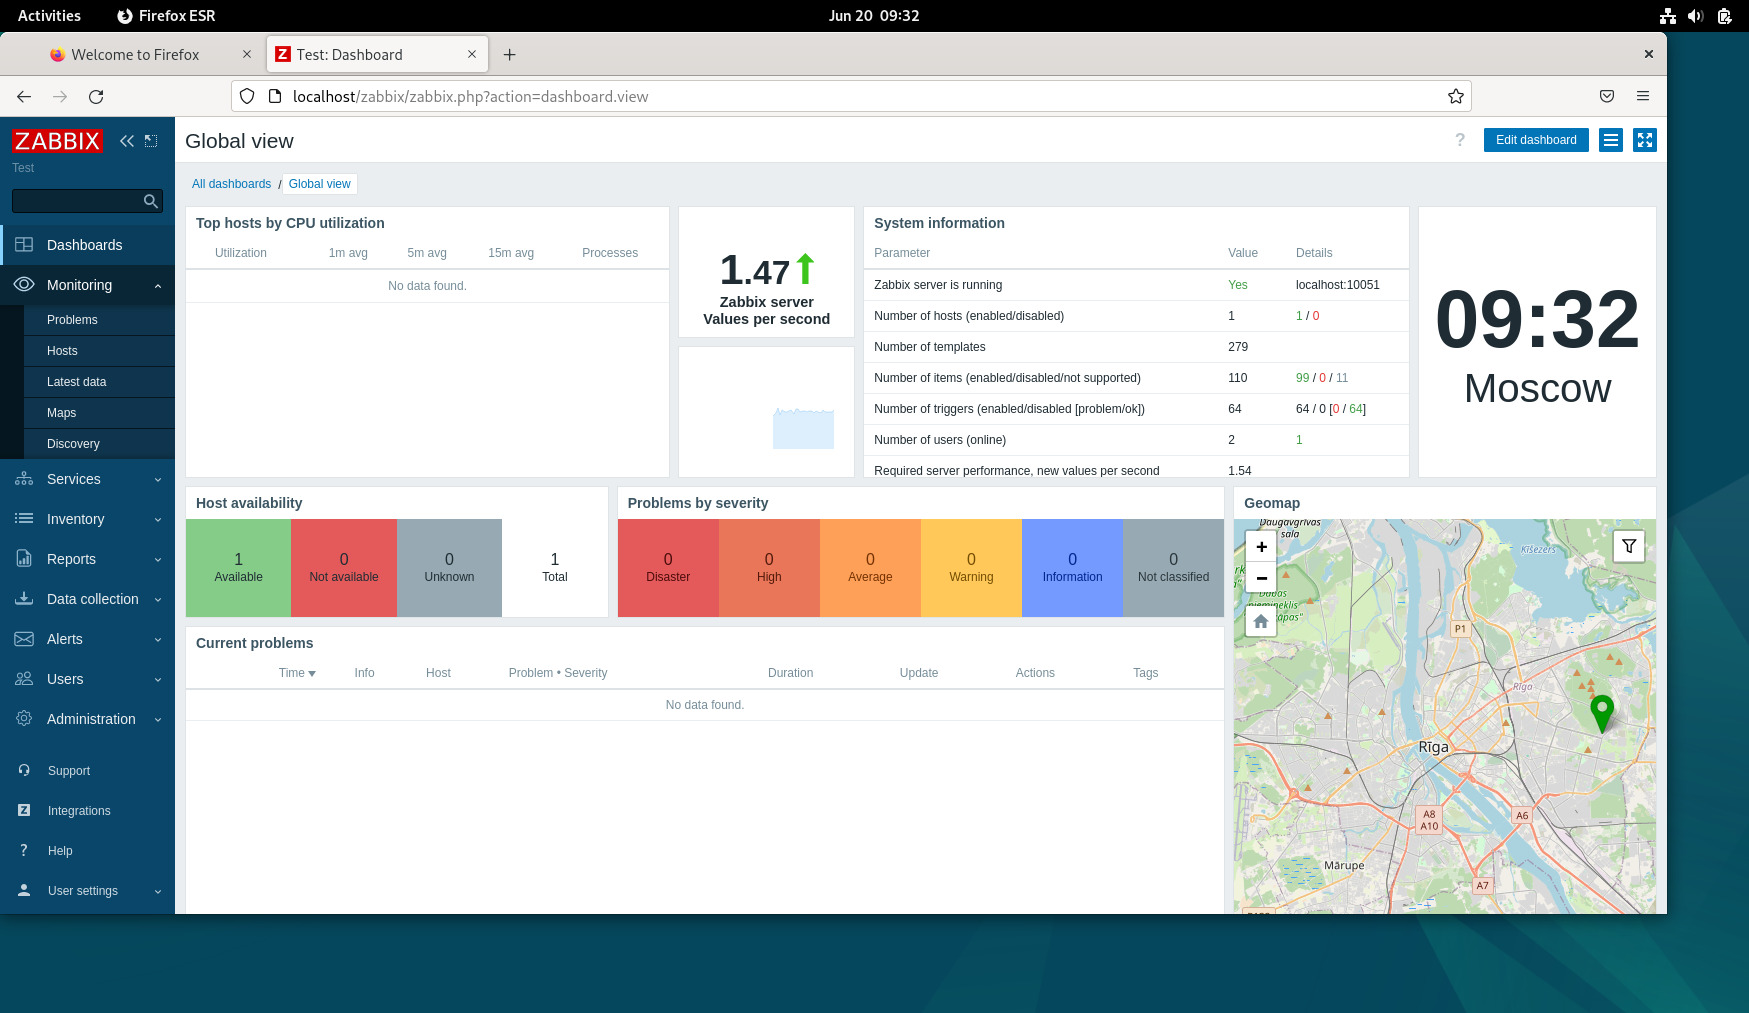 Activities Firefox ESR Jun 20 09:32
Welcome to Firefox Test: Dashboard
localhost/zabbix/zabbix.php?action=dashboard.view
ZABBIX
Test
Dashboards
Monitoring
Problems
Hosts
Latest data
Maps
Discovery
Services
Inventory
Reports
Data collection
Alerts
Users
Administration
Support
Integrations
Help
User settings
Global view
? Edit dashboard
All dashboards / Global view
Top hosts by CPU utilization
Utilization 1m avg 5m avg 15m avg Processes
No data found.
1.47
Zabbix server
Values per second
System information
Parameter Value Details
Zabbix server is running Yes localhost:10051
Number of hosts (enabled/disabled) 1 1 / 0
Number of templates 279
Number of items (enabled/disabled/not supported) 110 99 / 0 / 11
Number of triggers (enabled/disabled [problem/ok]) 64 64 / 0 [0 / 64]
Number of users (online) 2 1
Required server performance, new values per second 1.54
09:32
Moscow
Host availability
1 0 0 1
Available Not available Unknown Total
Problems by severity
0 0 0 0 0 0
Disaster High Average Warning Information Not classified
Current problems
Time Info Host Problem • Severity Duration Update Actions Tags
No data found.
Geomap
Daugavgrīvas
sala
Ķīšezers
+
−
Dabas
piemineklis
P1
Rīga
Rīga
A8
A10
A6
Mārupe
A7